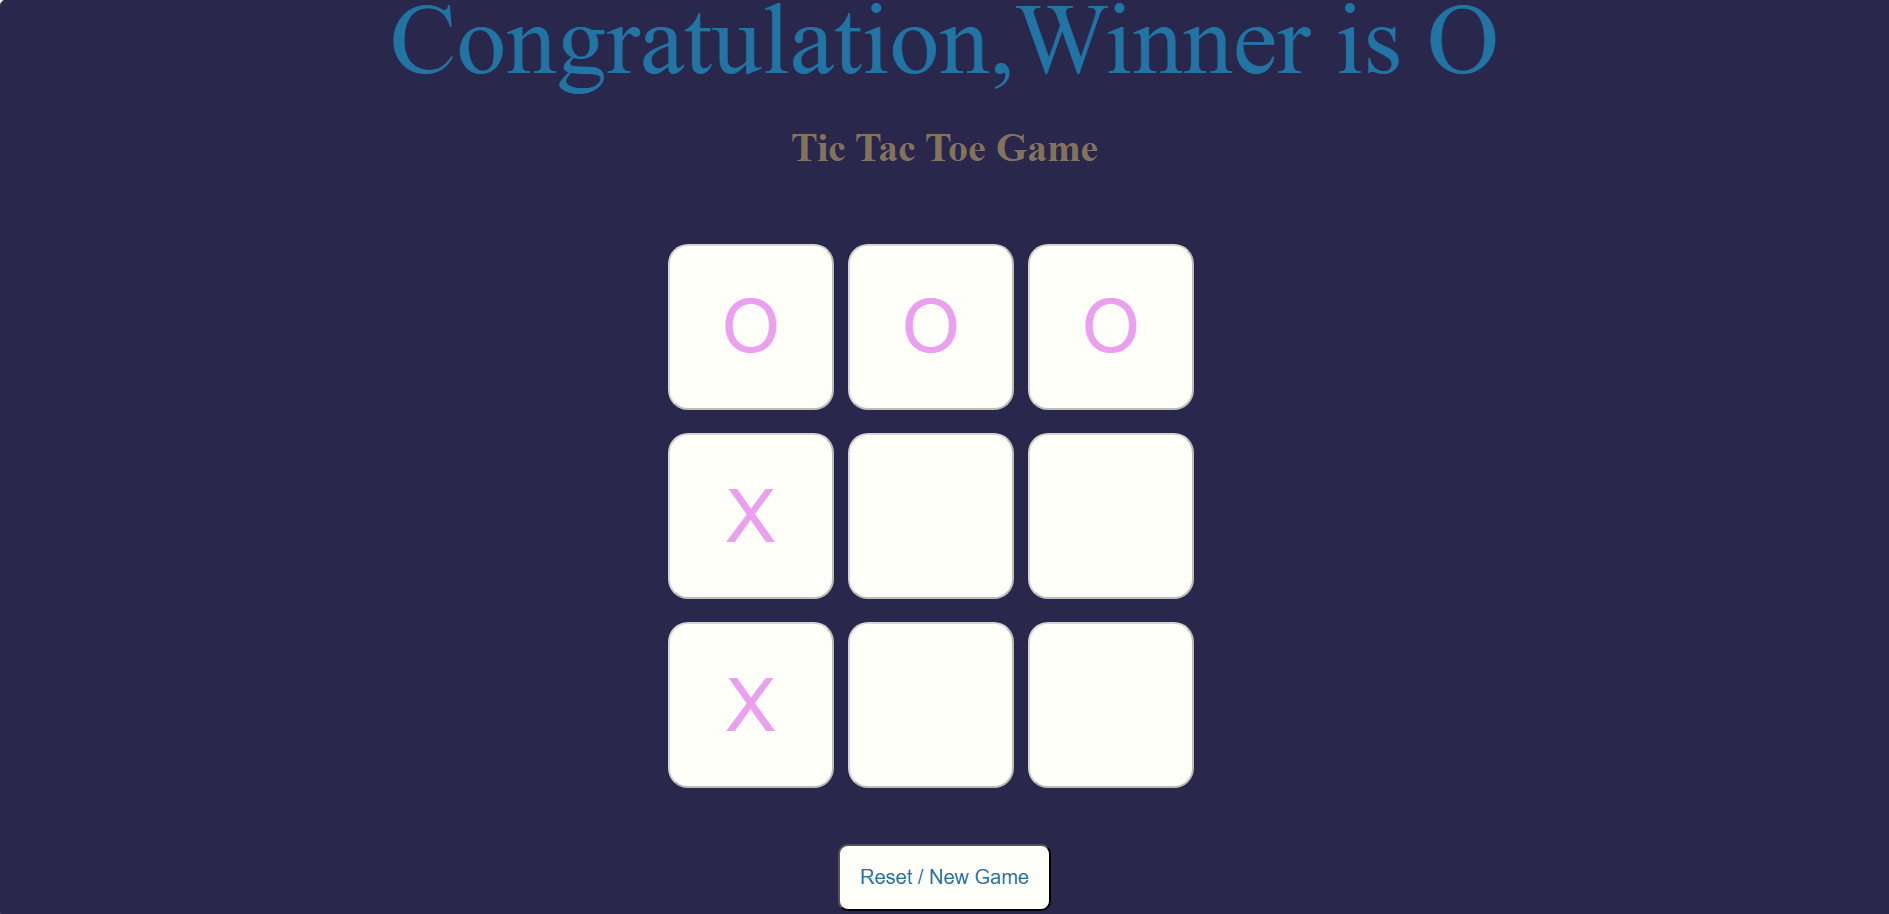 Congratulation,Winner is O
Tic Tac Toe Game
O O O
X
X
Reset / New Game